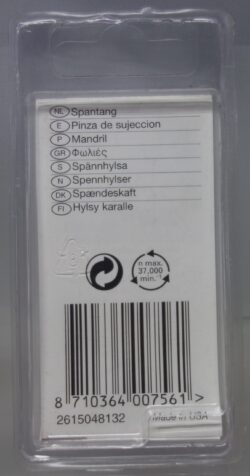 NL Spantang
E Pinza de sujeccion
P Mandril
GR Φωλιές
S Spännhylsa
N Spennhylser
DK Spændeskaft
FI Hylsy karalle
n max.
37,000
min.⁻¹
8 710364 007561 >
2615048132
Made in USA